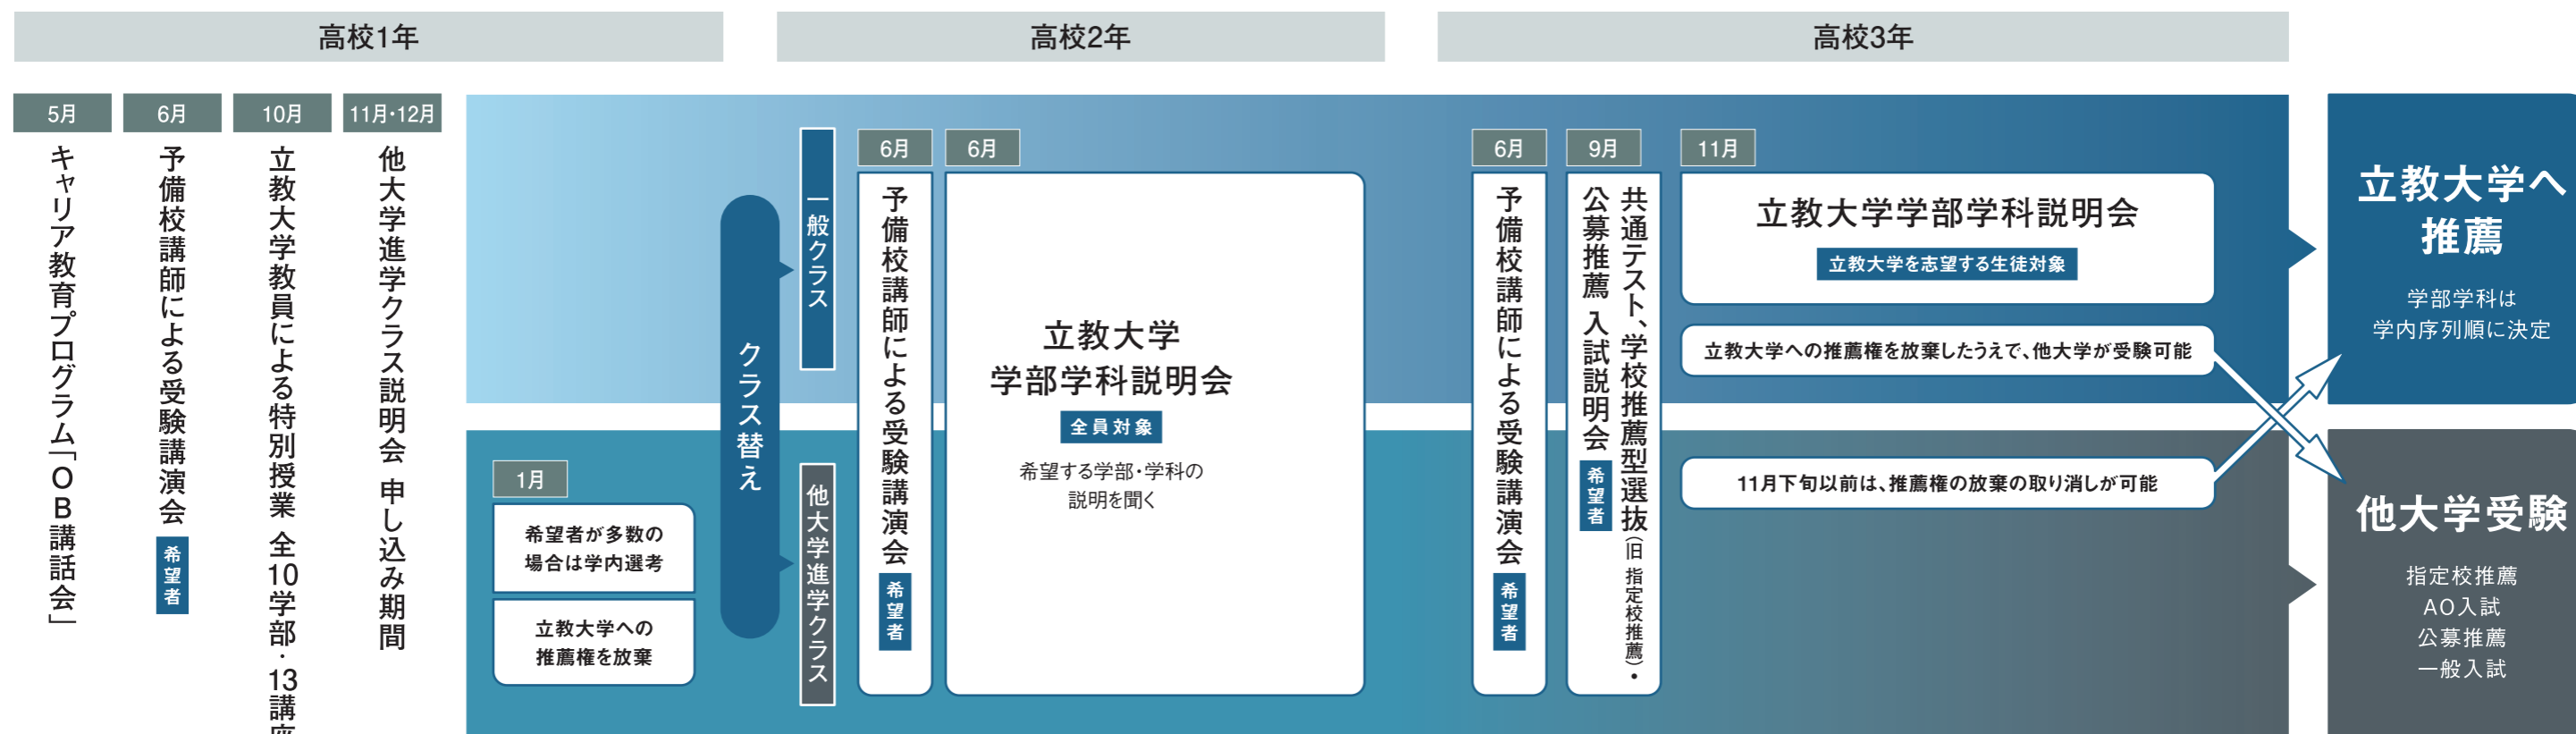 高校1年
高校2年
高校3年
5月
キャリア教育プログラム「OB講話会」
6月
予備校講師による受験講演会 希望者
10月
立教大学教員による特別授業 全10学部・13講座
11月・12月
他大学進学クラス説明会 申し込み期間
1月
希望者が多数の
場合は学内選考
立教大学への
推薦権を放棄
クラス替え
一般クラス
他大学進学クラス
6月
予備校講師による受験講演会 希望者
6月
立教大学
学部学科説明会
全員対象
希望する学部・学科の
説明を聞く
6月
予備校講師による受験講演会 希望者
9月
共通テスト、学校推薦型選抜(旧 指定校推薦)・
公募推薦 入試説明会 希望者
11月
立教大学学部学科説明会
立教大学を志望する生徒対象
立教大学への推薦権を放棄したうえで、他大学が受験可能
11月下旬以前は、推薦権の放棄の取り消しが可能
立教大学へ
推薦
学部学科は
学内序列順に決定
他大学受験
指定校推薦
AO入試
公募推薦
一般入試